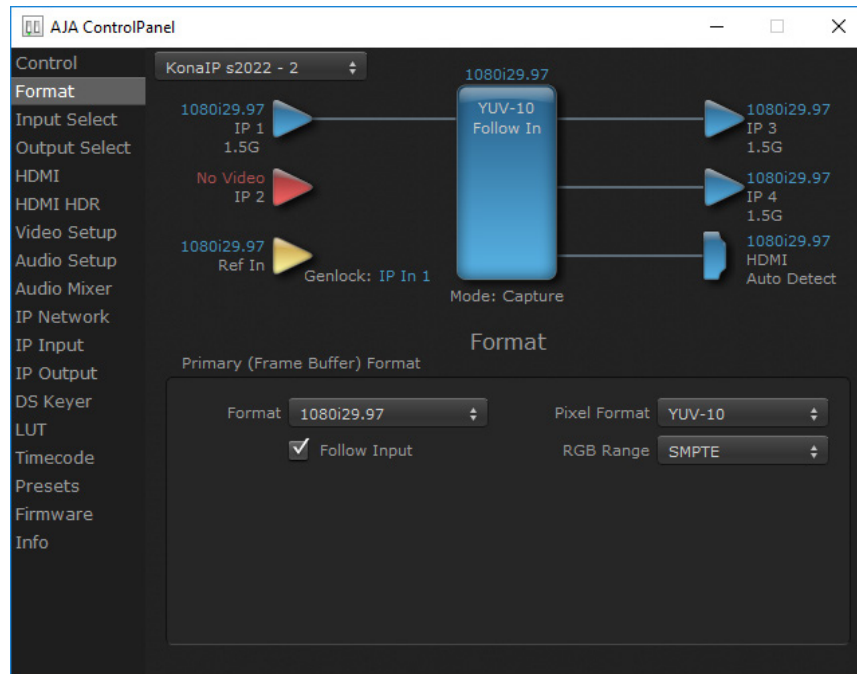 AJA ControlPanel
Control
Format
Input Select
Output Select
HDMI
HDMI HDR
Video Setup
Audio Setup
Audio Mixer
IP Network
IP Input
IP Output
DS Keyer
LUT
Timecode
Presets
Firmware
Info
KonaIP s2022 - 2
1080i29.97
1080i29.97
IP 1
1.5G
No Video
IP 2
1080i29.97
Ref In
Genlock: IP In 1
YUV-10
Follow In
Mode: Capture
1080i29.97
IP 3
1.5G
1080i29.97
IP 4
1.5G
1080i29.97
HDMI
Auto Detect
Format
Primary (Frame Buffer) Format
Format 1080i29.97
Follow Input
Pixel Format YUV-10
RGB Range SMPTE